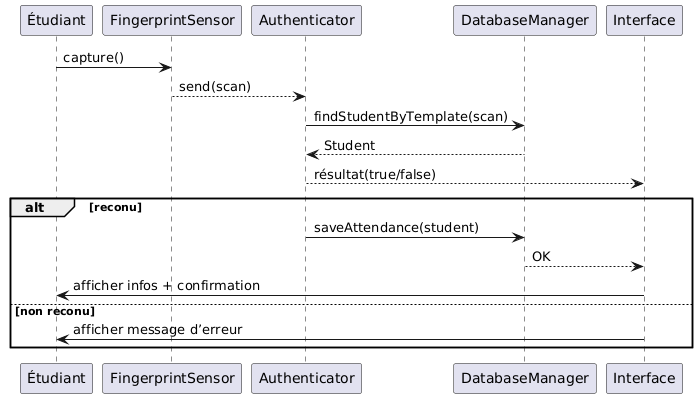 Étudiant FingerprintSensor Authenticator DatabaseManager Interface
capture()
send(scan)
findStudentByTemplate(scan)
Student
résultat(true/false)
alt [reconu]
saveAttendance(student)
OK
afficher infos + confirmation
[non reconu]
afficher message d’erreur
Étudiant FingerprintSensor Authenticator DatabaseManager Interface